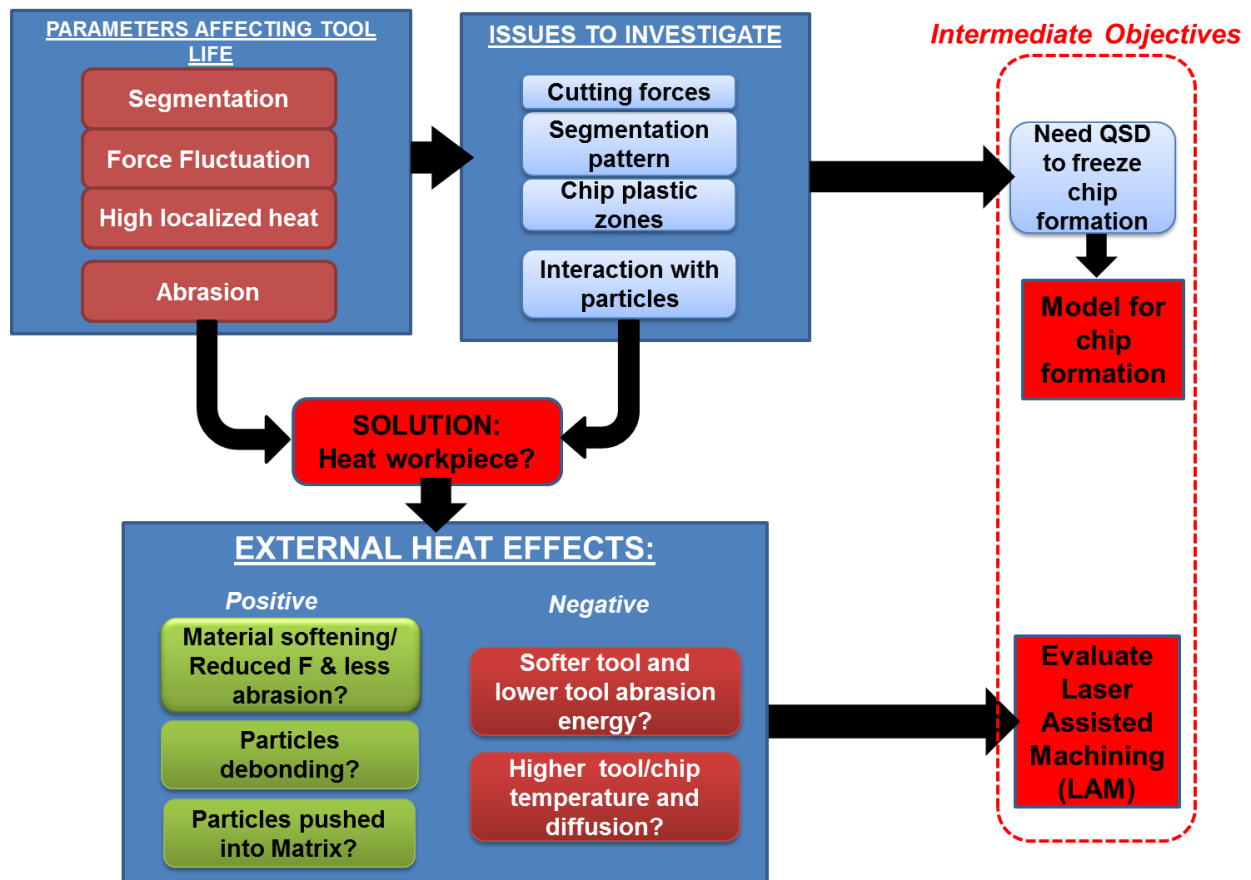 PARAMETERS AFFECTING TOOL
LIFE
Segmentation
Force Fluctuation
High localized heat
Abrasion
ISSUES TO INVESTIGATE
Cutting forces
Segmentation
pattern
Chip plastic
zones
Interaction with
particles
Intermediate Objectives
Need QSD
to freeze
chip
formation
Model for
chip
formation
SOLUTION:
Heat workpiece?
EXTERNAL HEAT EFFECTS:
Positive
Material softening/
Reduced F & less
abrasion?
Particles
debonding?
Particles pushed
into Matrix?
Negative
Softer tool and
lower tool abrasion
energy?
Higher tool/chip
temperature and
diffusion?
Evaluate
Laser
Assisted
Machining
(LAM)